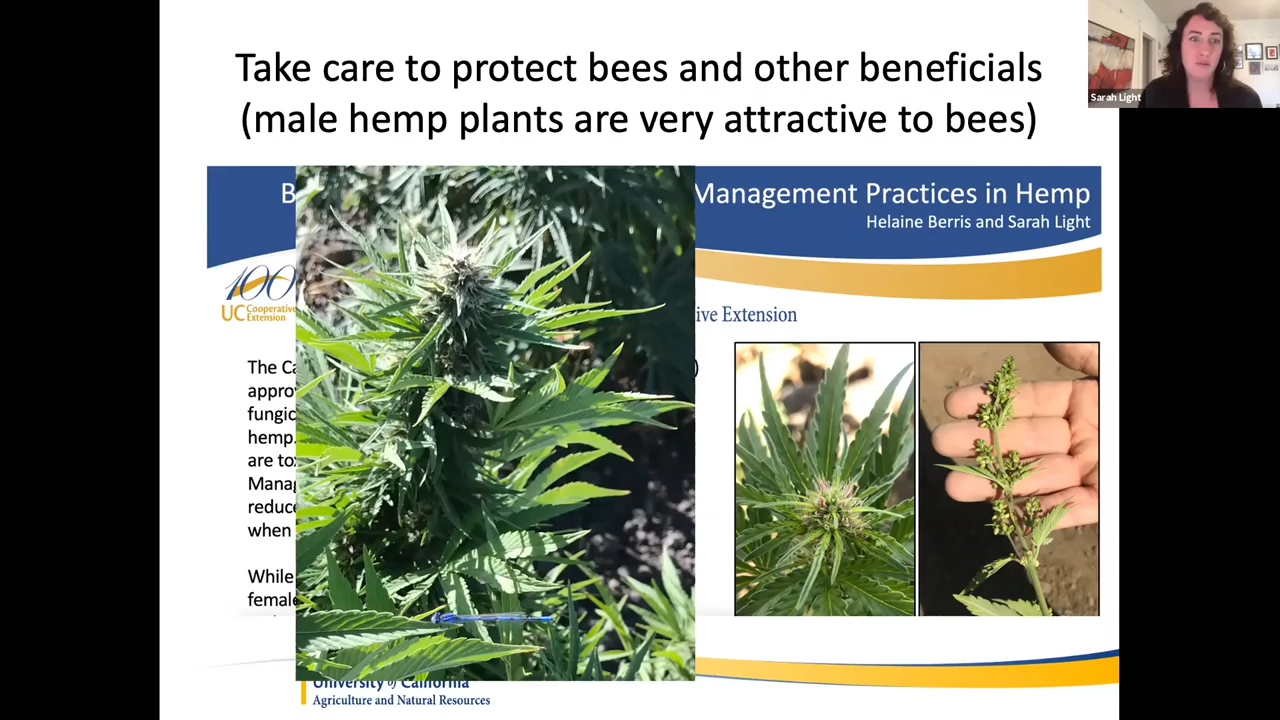 Take care to protect bees and other beneficials
(male hemp plants are very attractive to bees)
Sarah Light
B
Management Practices in Hemp
Helaine Berris and Sarah Light
100
UC Cooperative
Extension
ive Extension
The Ca
)
appro
fungic
hemp.
are to
Manag
reduce
when
While
female
University of California
Agriculture and Natural Resources